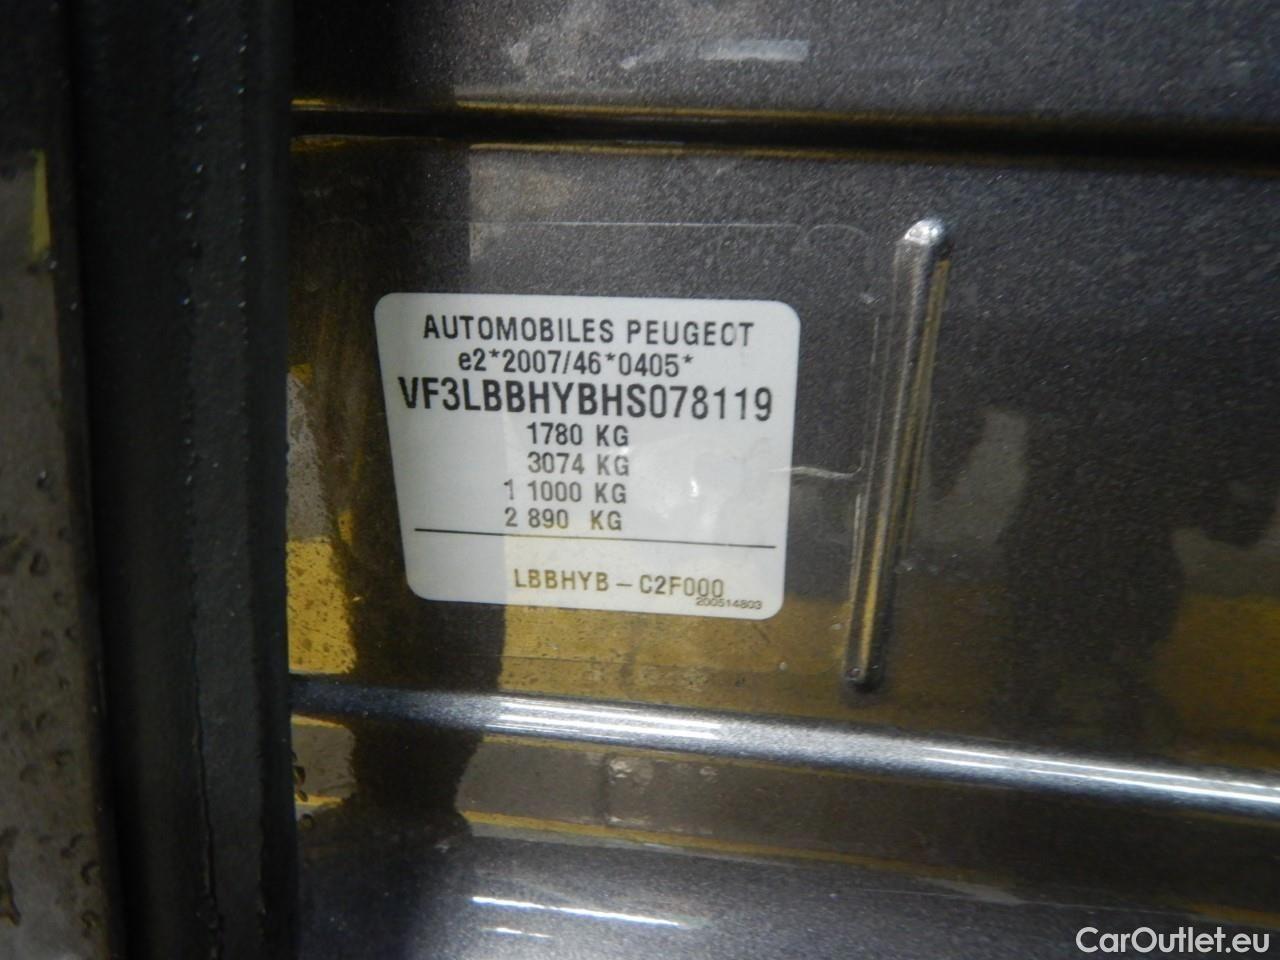 AUTOMOBILES PEUGEOT
e2*2007/46*0405*
VF3LBBHYBHS078119
1780 KG
3074 KG
1 1000 KG
2 890 KG
LBBHYB - C2F000
200514803
CarOutlet.eu